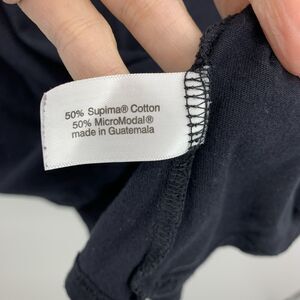 50% Supima® Cotton
50% MicroModal®
made in Guatemala